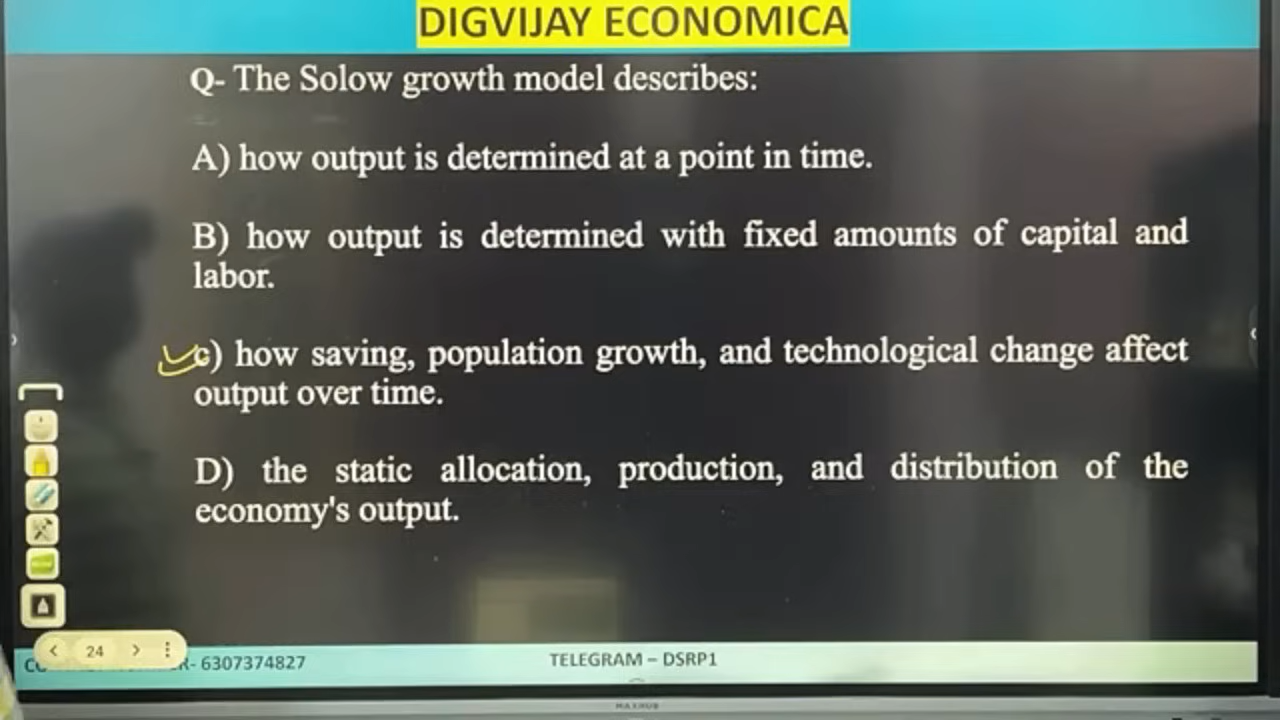 DIGVIJAY ECONOMICA
Q- The Solow growth model describes:
A) how output is determined at a point in time.
B) how output is determined with fixed amounts of capital and
labor.
c) how saving, population growth, and technological change affect
output over time.
D) the static allocation, production, and distribution of the
economy's output.
24
R- 6307374827
TELEGRAM – DSRP1
MAXHUB